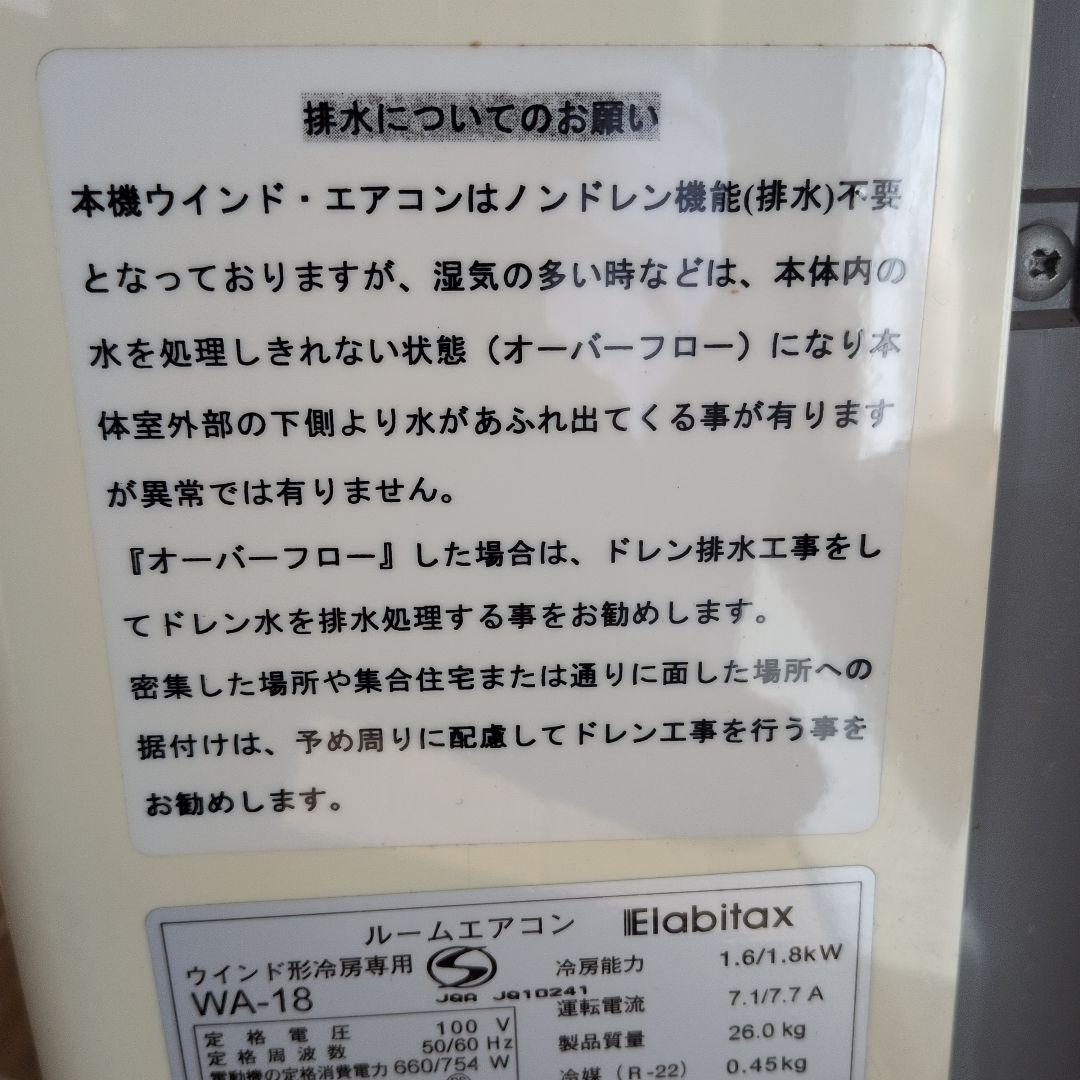 排水についてのお願い
本機ウインド・エアコンはノンドレン機能(排水)不要
となっておりますが、湿気の多い時などは、本体内の
水を処理しきれない状態（オーバーフロー）になり本
体室外部の下側より水があふれ出てくる事が有ります
が異常では有りません。
『オーバーフロー』した場合は、ドレン排水工事をし
てドレン水を排水処理する事をお勧めします。
密集した場所や集合住宅または通りに面した場所への
据付けは、予め周りに配慮してドレン工事を行う事を
お勧めします。
ルームエアコン Elabitax
ウインド形冷房専用
WA-18
JQA JQ10241
冷房能力 1.6/1.8kW
運転電流 7.1/7.7 A
製品質量 26.0 kg
冷媒（R-22） 0.45kg
定格電圧 100 V
定格周波数 50/60 Hz
電動機の定格消費電力 660/754 W